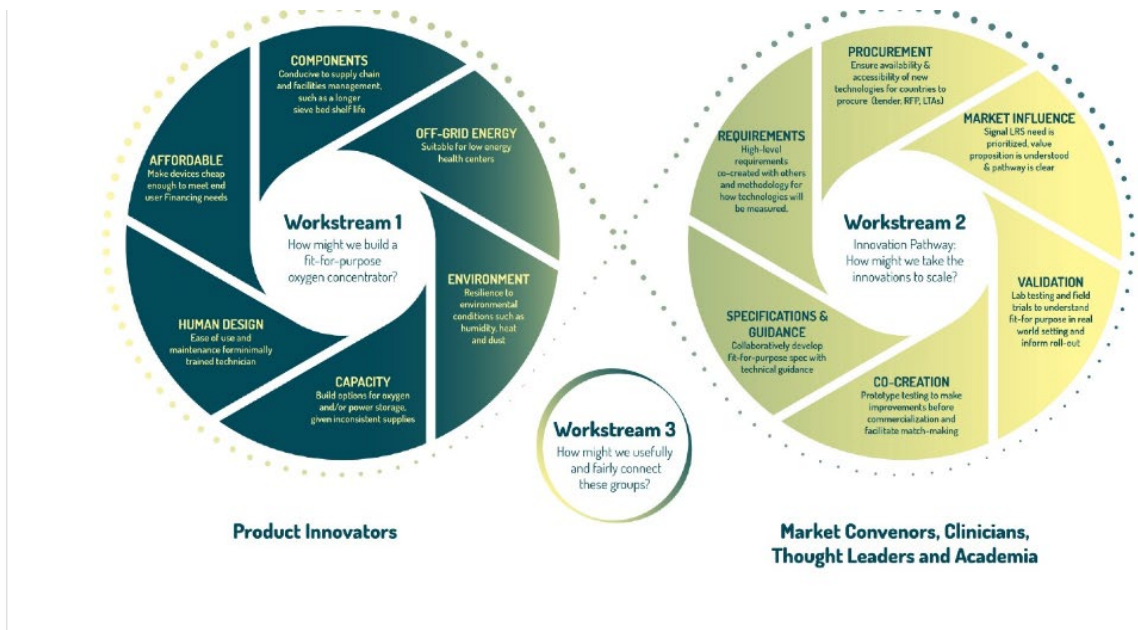 COMPONENTS
Conducive to supply chain
and facilities management,
such as a longer
sieve bed shelf life
OFF-GRID ENERGY
Suitable for low energy
health centers
AFFORDABLE
Make devices cheap
enough to meet end
user Financing needs
Workstream 1
How might we build a
fit-for-purpose
oxygen concentrator?
ENVIRONMENT
Resilience to
environmental
conditions such as
humidity, heat
and dust
HUMAN DESIGN
Ease of use and
maintenance forminimally
trained technician
CAPACITY
Build options for oxygen
and/or power storage,
given inconsistent supplies
Product Innovators
Workstream 3
How might we usefully
and fairly connect
these groups?
PROCUREMENT
Ensure availability &
accessibility of new
technologies for countries to
procure (tender, RFP, LTAs)
MARKET INFLUENCE
Signal LRS need is
prioritized, value
proposition is understood
& pathway is clear
REQUIREMENTS
High-level
requirements
co-created with others
and methodology for
how technologies will
be measured.
Workstream 2
Innovation Pathway:
How might we take the
innovations to scale?
VALIDATION
Lab testing and field
trials to understand
fit-for purpose in real
world setting and
inform roll-out
SPECIFICATIONS &
GUIDANCE
Collaboratively develop
fit-for-purpose spec with
technical guidance
CO-CREATION
Prototype testing to make
improvements before
commercialization and
facilitate match-making
Market Convenors, Clinicians,
Thought Leaders and Academia